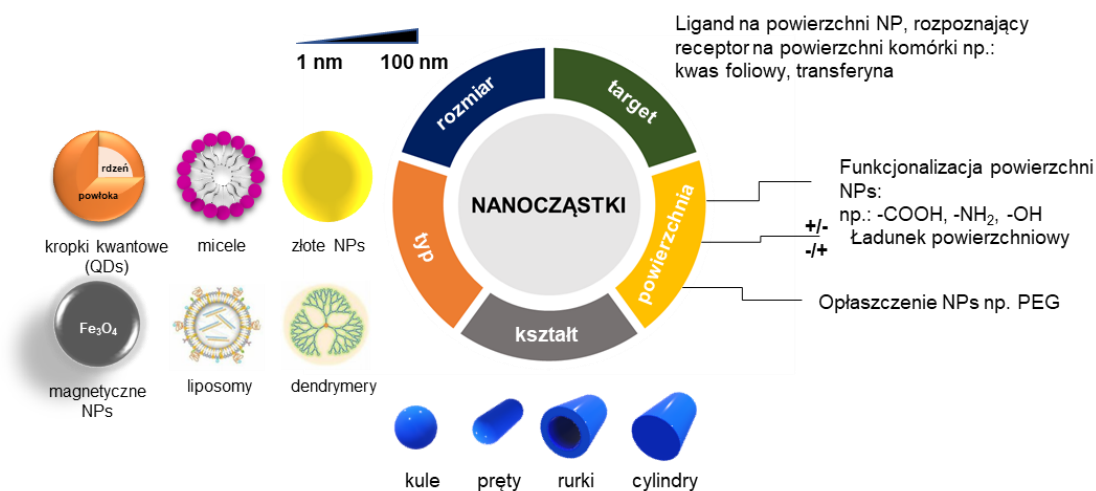 Ligand na powierzchni NP, rozpoznający
receptor na powierzchni komórki np.:
kwas foliowy, transferyna
1 nm
100 nm
rozmiar
target
rdzeń
powłoka
kropki kwantowe
(QDs)
micele
złote NPs
typ
NANOCZĄSTKI
powierzchnia
Funkcjonalizacja powierzchni
NPs:
np.: -COOH, -NH₂, -OH
+/-
-/+
Ładunek powierzchniowy
Opłaszczenie NPs np. PEG
Fe₃O₄
magnetyczne
NPs
liposomy
dendrymery
kształt
kule
pręty
rurki
cylindry